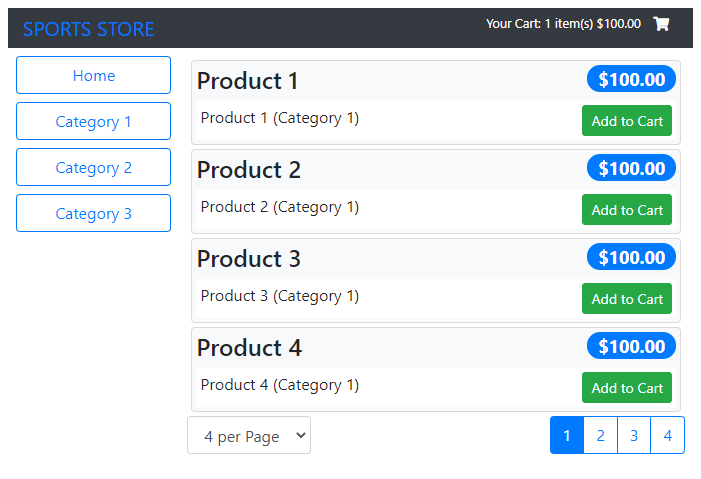 SPORTS STORE
Your Cart: 1 item(s) $100.00
Home
Category 1
Category 2
Category 3
Product 1
$100.00
Product 1 (Category 1)
Add to Cart
Product 2
$100.00
Product 2 (Category 1)
Add to Cart
Product 3
$100.00
Product 3 (Category 1)
Add to Cart
Product 4
$100.00
Product 4 (Category 1)
Add to Cart
4 per Page
1 2 3 4